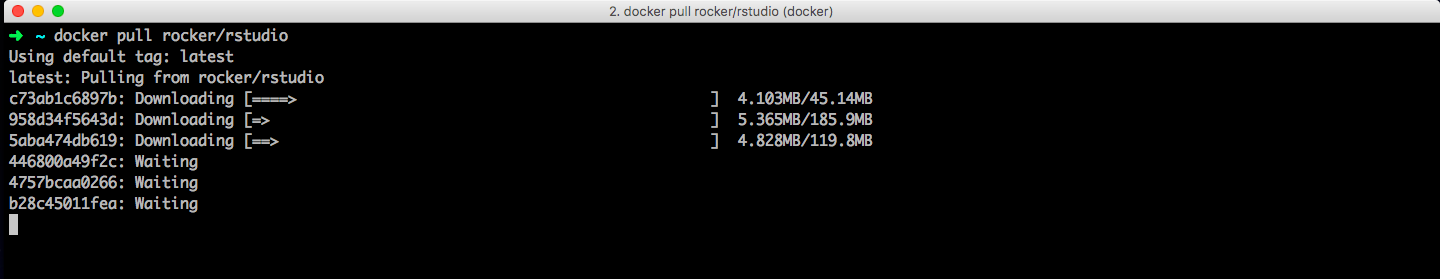 2. docker pull rocker/rstudio (docker)
➜ ~ docker pull rocker/rstudio
Using default tag: latest
latest: Pulling from rocker/rstudio
c73ab1c6897b: Downloading [====>                                              ]  4.103MB/45.14MB
958d34f5643d: Downloading [=>                                                 ]  5.365MB/185.9MB
5aba474db619: Downloading [==>                                                ]  4.828MB/119.8MB
446800a49f2c: Waiting
4757bcaa0266: Waiting
b28c45011fea: Waiting